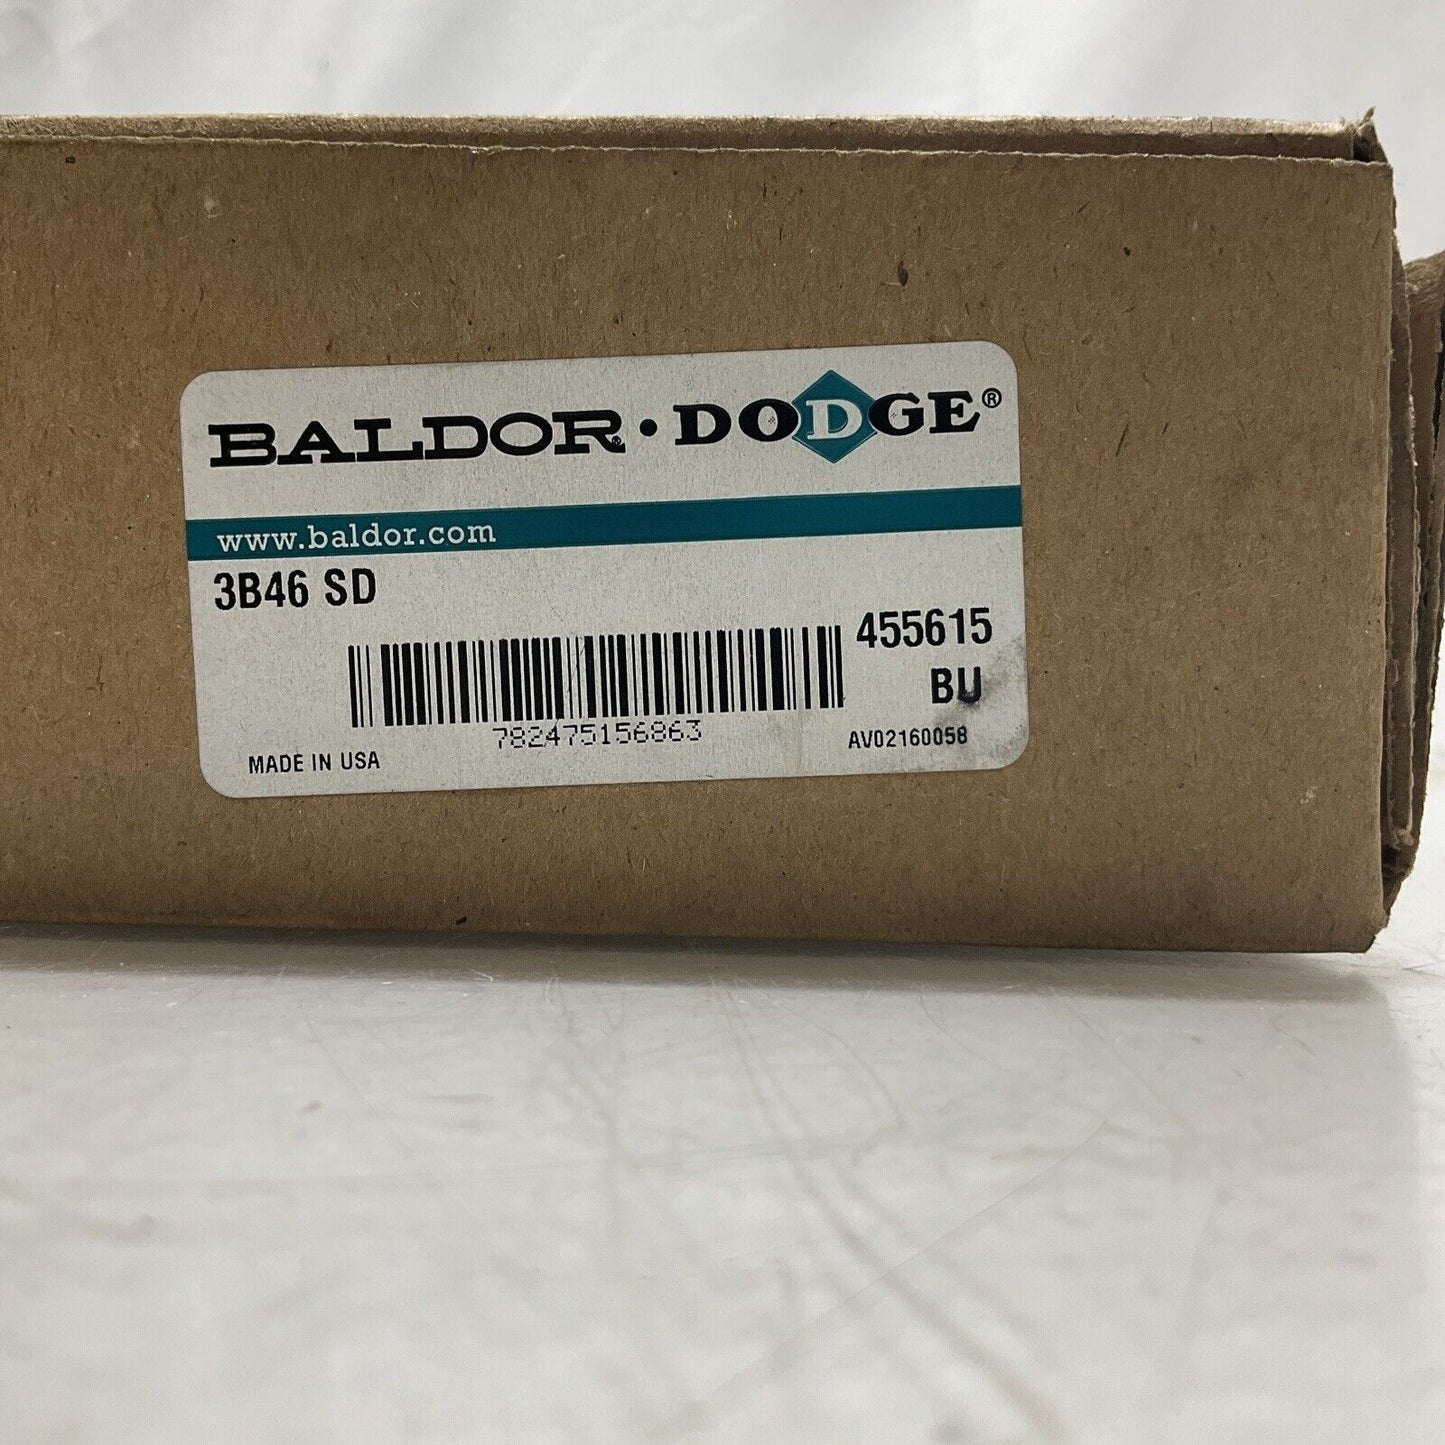 BALDOR® • DODGE®
www.baldor.com
3B46 SD
455615
BU
782475156863
MADE IN USA
AV02160058